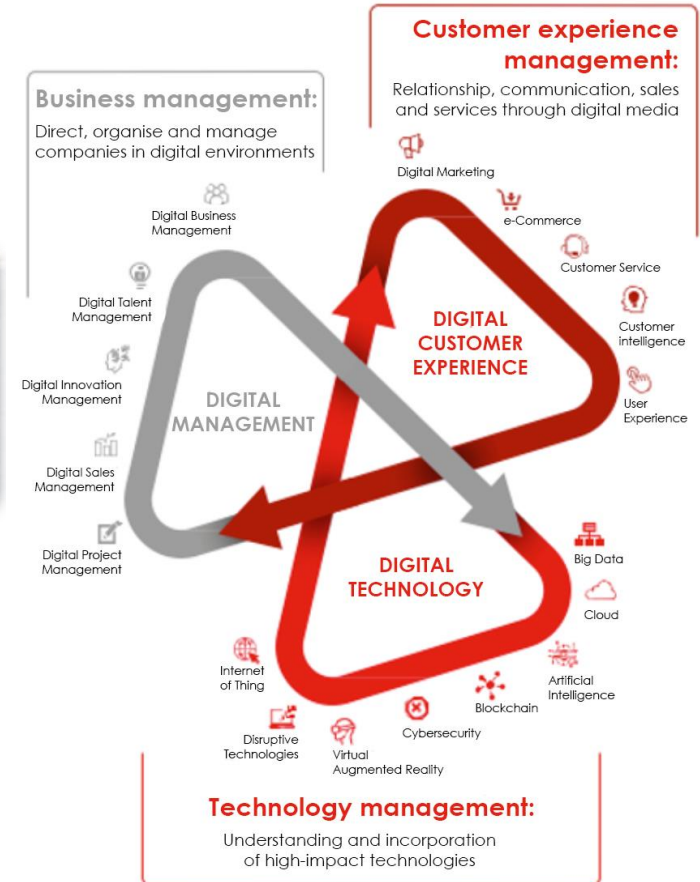 Customer experience
management:
Relationship, communication, sales
and services through digital media
Business management:
Direct, organise and manage
companies in digital environments
Digital Marketing
e-Commerce
Customer Service
Customer
intelligence
User
Experience
Digital Business
Management
Digital Talent
Management
Digital Innovation
Management
Digital Sales
Management
Digital Project
Management
DIGITAL
CUSTOMER
EXPERIENCE
DIGITAL
MANAGEMENT
DIGITAL
TECHNOLOGY
Big Data
Cloud
Artificial
Intelligence
Blockchain
Cybersecurity
Virtual
Augmented Reality
Disruptive
Technologies
Internet
of Thing
Technology management:
Understanding and incorporation
of high-impact technologies